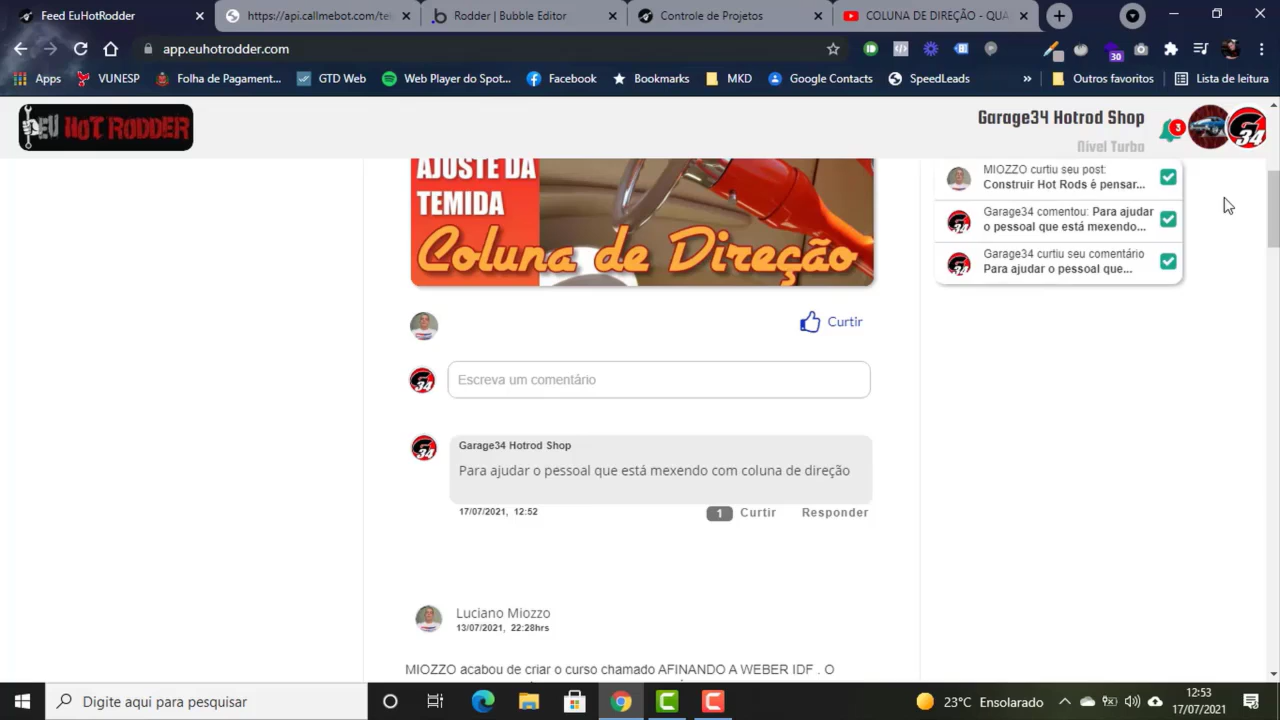 Feed EuHotRodder
https://api.callmebot.com/te
Rodder | Bubble Editor
Controle de Projetos
COLUNA DE DIREÇÃO - QUA
app.euhotrodder.com
30
Apps
VUNESP
Folha de Pagament...
GTD Web
Web Player do Spot...
Facebook
Bookmarks
MKD
Google Contacts
SpeedLeads
»
Outros favoritos
Lista de leitura
EU HOT RODDER
Garage34 Hotrod Shop
Nível Turbo
3
34
AJUSTE DA
TEMIDA
Coluna de Direção
MIOZZO curtiu seu post:
Construir Hot Rods é pensar...
Garage34 comentou: Para ajudar
o pessoal que está mexendo...
Garage34 curtiu seu comentário
Para ajudar o pessoal que...
Curtir
Escreva um comentário
Garage34 Hotrod Shop
Para ajudar o pessoal que está mexendo com coluna de direção
17/07/2021, 12:52
1 Curtir Responder
Luciano Miozzo
13/07/2021, 22:28hrs
MIOZZO acabou de criar o curso chamado AFINANDO A WEBER IDF . O
Digite aqui para pesquisar
23°C Ensolarado
12:53
17/07/2021